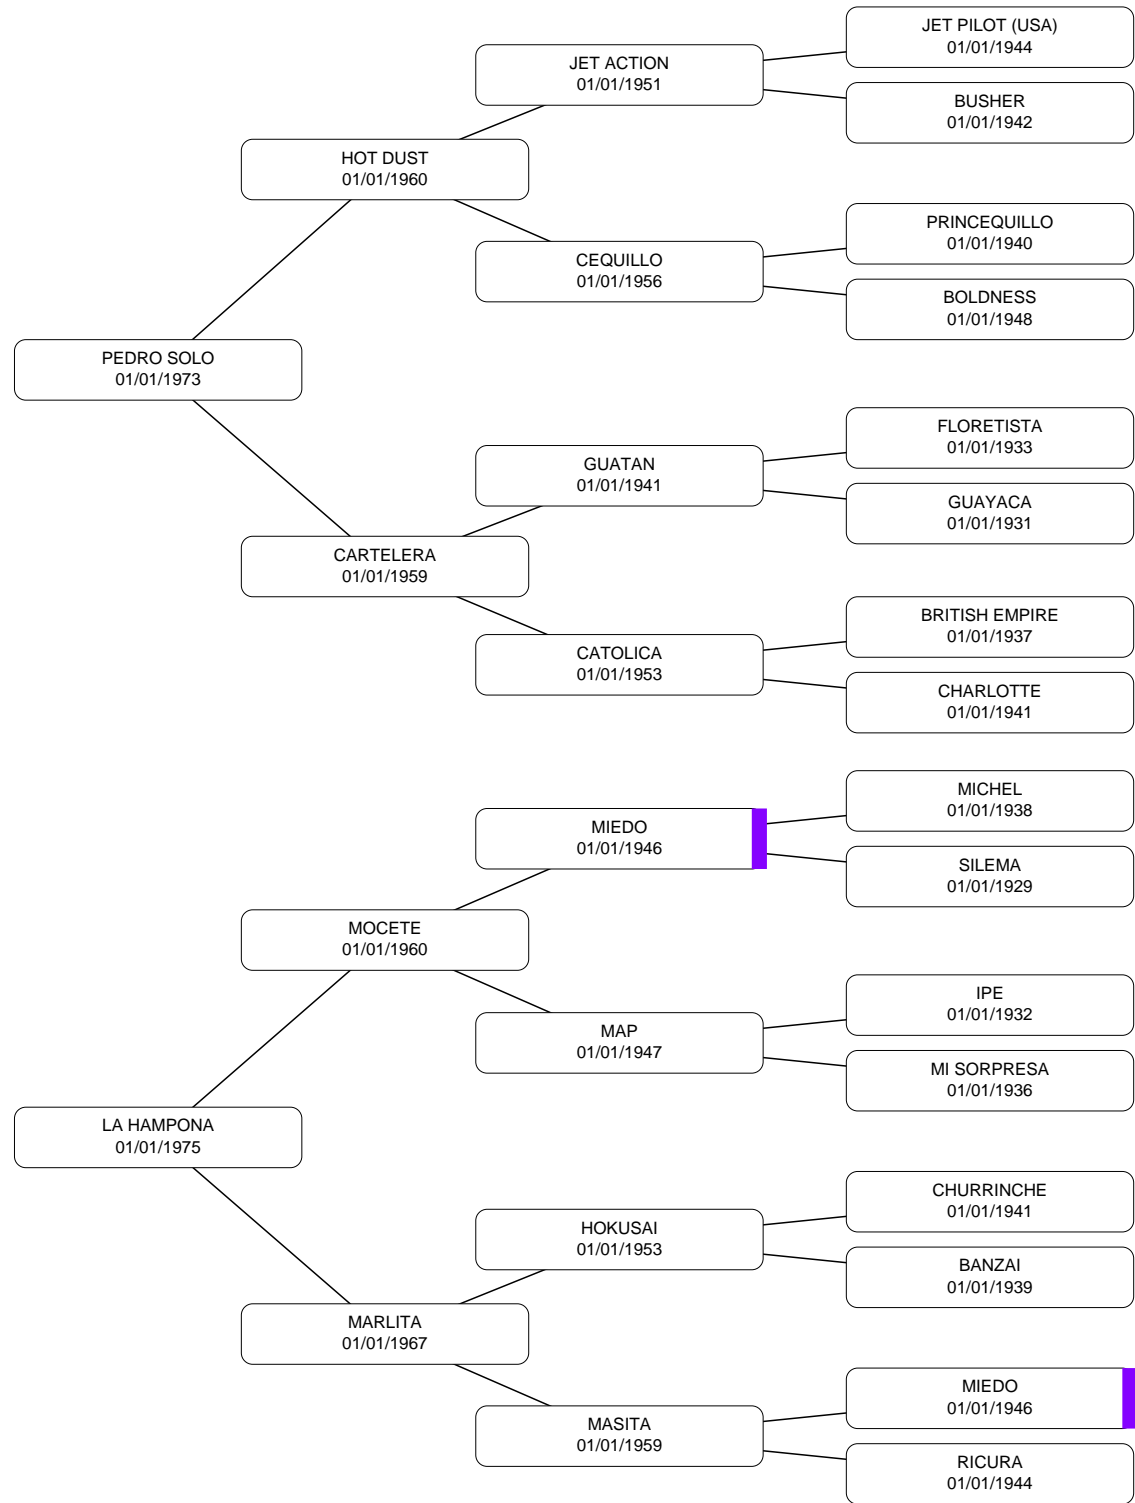 JET PILOT (USA)
01/01/1944
JET ACTION
01/01/1951
BUSHER
01/01/1942
HOT DUST
01/01/1960
PRINCEQUILLO
01/01/1940
CEQUILLO
01/01/1956
BOLDNESS
01/01/1948
PEDRO SOLO
01/01/1973
FLORETISTA
01/01/1933
GUATAN
01/01/1941
GUAYACA
01/01/1931
CARTELERA
01/01/1959
BRITISH EMPIRE
01/01/1937
CATOLICA
01/01/1953
CHARLOTTE
01/01/1941
MICHEL
01/01/1938
MIEDO
01/01/1946
SILEMA
01/01/1929
MOCETE
01/01/1960
IPE
01/01/1932
MAP
01/01/1947
MI SORPRESA
01/01/1936
LA HAMPONA
01/01/1975
CHURRINCHE
01/01/1941
HOKUSAI
01/01/1953
BANZAI
01/01/1939
MARLITA
01/01/1967
MIEDO
01/01/1946
MASITA
01/01/1959
RICURA
01/01/1944